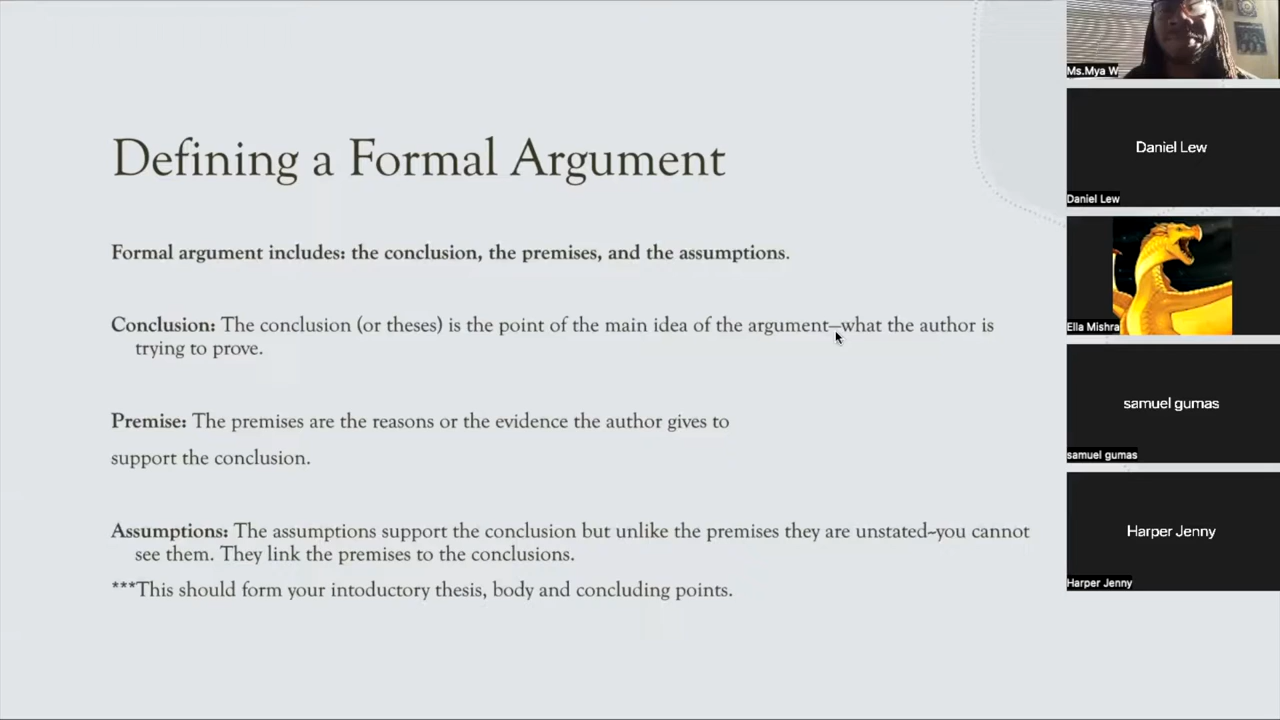 Defining a Formal Argument
Formal argument includes: the conclusion, the premises, and the assumptions.
Conclusion: The conclusion (or theses) is the point of the main idea of the argument—what the author is
trying to prove.
Premise: The premises are the reasons or the evidence the author gives to
support the conclusion.
Assumptions: The assumptions support the conclusion but unlike the premises they are unstated–you cannot
see them. They link the premises to the conclusions.
***This should form your intoductory thesis, body and concluding points.
Ms.Mya W
Daniel Lew
Daniel Lew
Ella Mishra
samuel gumas
samuel gumas
Harper Jenny
Harper Jenny